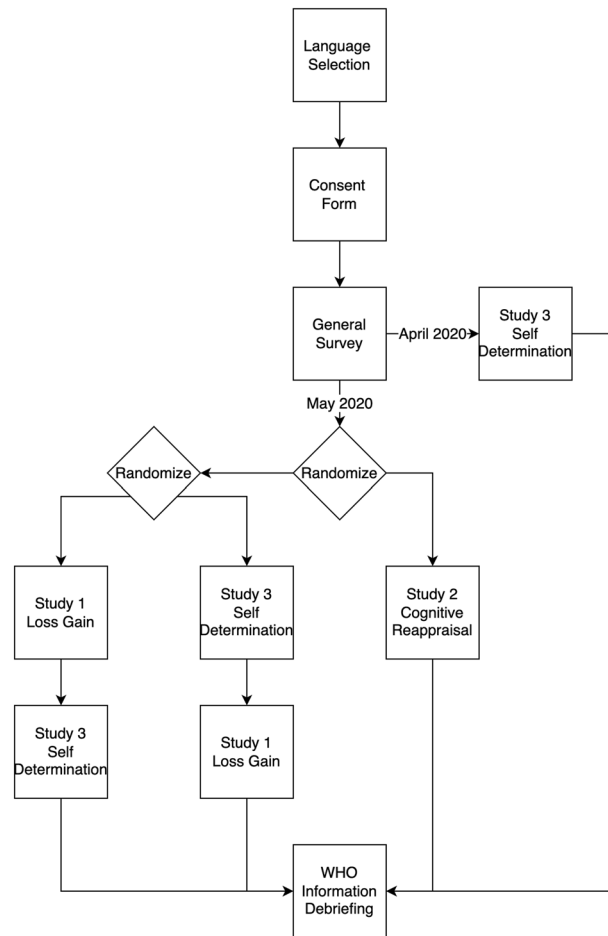 Language
Selection
Consent
Form
General
Survey
April 2020
Study 3
Self
Determination
May 2020
Randomize
Randomize
Study 1
Loss Gain
Study 3
Self
Determination
Study 2
Cognitive
Reappraisal
Study 3
Self
Determination
Study 1
Loss Gain
WHO
Information
Debriefing